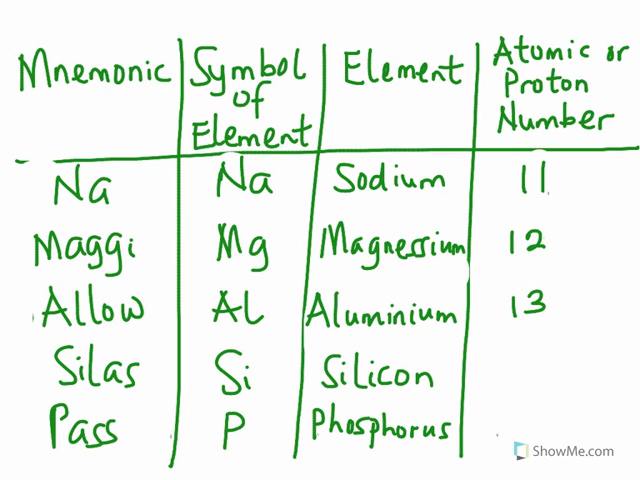 Mnemonic Symbol of Element Element Atomic or Proton Number
Na Na Sodium 11
Maggi Mg Magnessium 12
Allow AL Aluminium 13
Silas Si Silicon
Pass P Phosphorus
ShowMe.com